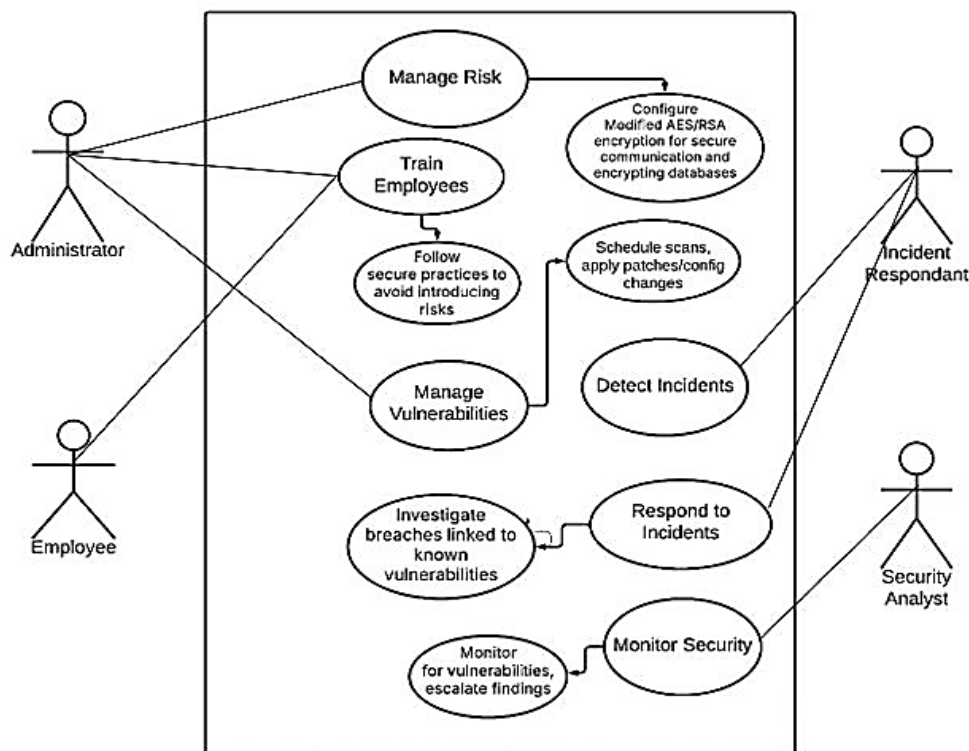 Manage Risk
Configure
Modified AES/RSA
encryption for secure
communication and
encrypting databases
Train
Employees
Administrator
Incident
Respondant
Follow
secure practices to
avoid introducing
risks
Schedule scans,
apply patches/config
changes
Manage
Vulnerabilities
Detect Incidents
Employee
Investigate
breaches linked to
known
vulnerabilities
Respond to
Incidents
Security
Analyst
Monitor
for vulnerabilities,
escalate findings
Monitor Security